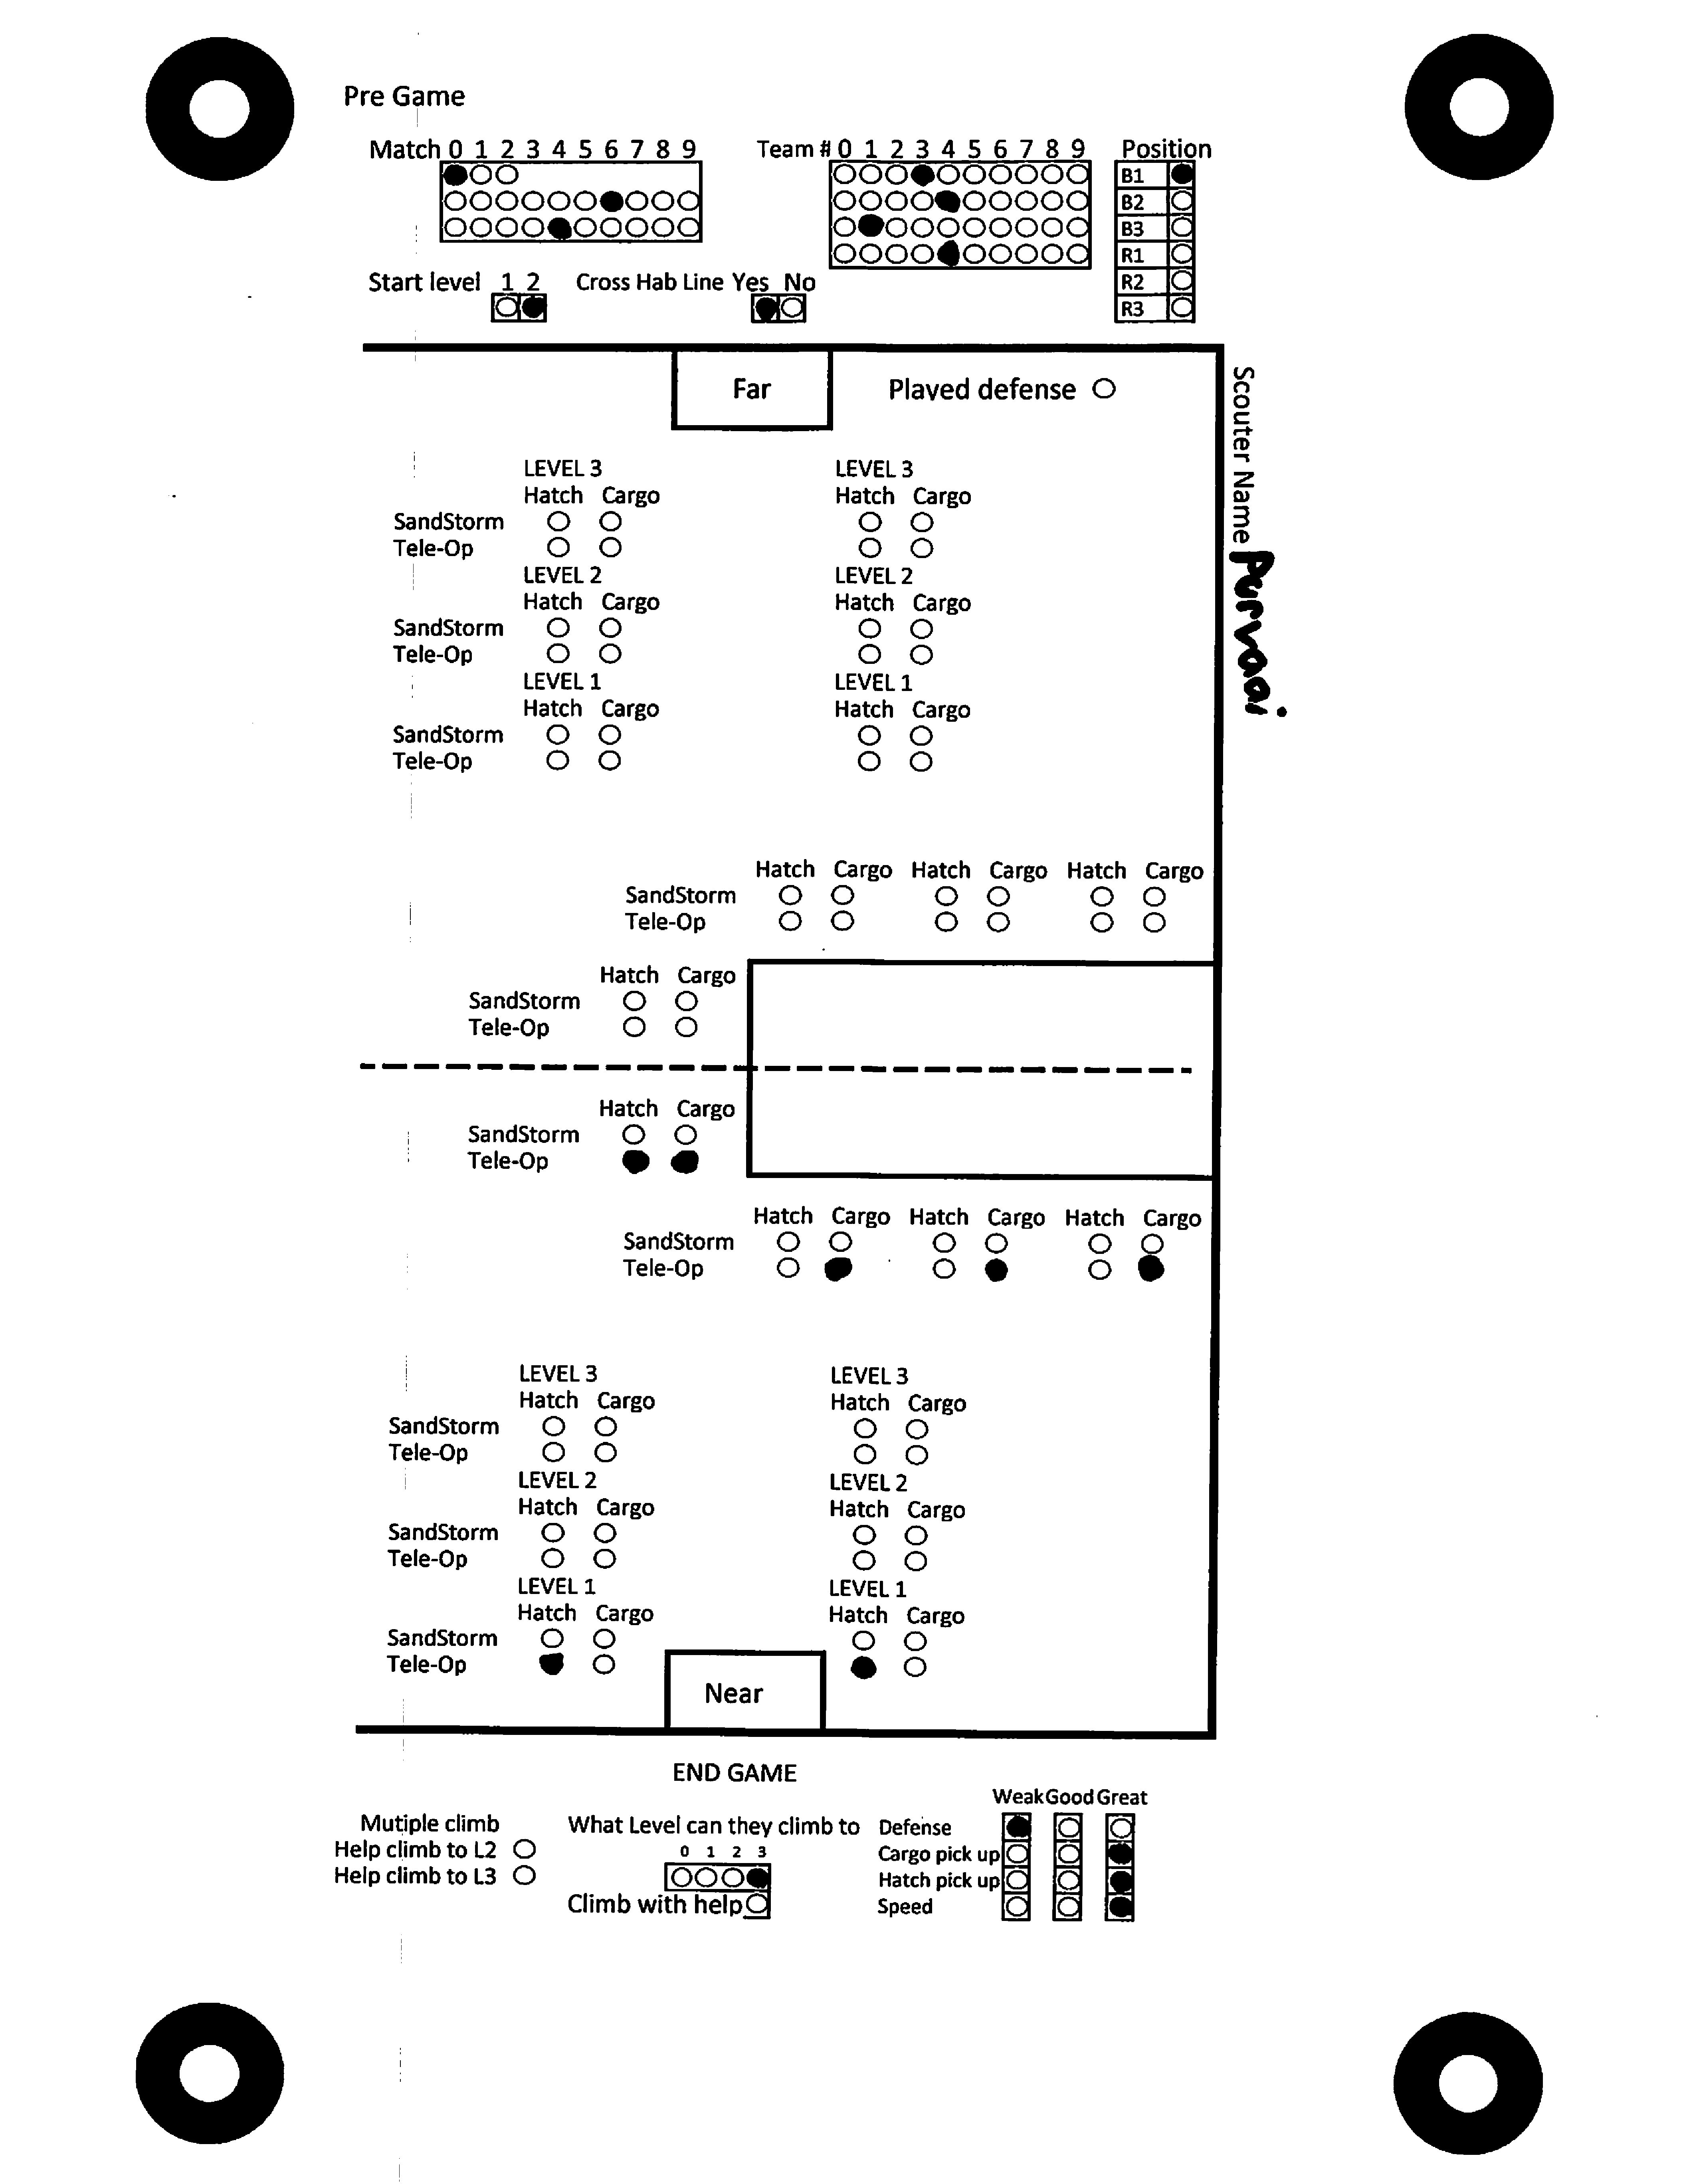 Pre Game
Match 0 1 2 3 4 5 6 7 8 9
Team # 0 1 2 3 4 5 6 7 8 9
Position
B1
B2
B3
R1
R2
R3
Start level 1 2
Cross Hab Line Yes No
Far
Played defense
Scouter Name
LEVEL 3 LEVEL 3
Hatch Cargo Hatch Cargo
SandStorm
Tele-Op
LEVEL 2 LEVEL 2
Hatch Cargo Hatch Cargo
SandStorm
Tele-Op
LEVEL 1 LEVEL 1
Hatch Cargo Hatch Cargo
SandStorm
Tele-Op
Hatch Cargo Hatch Cargo Hatch Cargo
SandStorm
Tele-Op
Hatch Cargo
SandStorm
Tele-Op
Hatch Cargo
SandStorm
Tele-Op
Hatch Cargo Hatch Cargo Hatch Cargo
SandStorm
Tele-Op
LEVEL 3 LEVEL 3
Hatch Cargo Hatch Cargo
SandStorm
Tele-Op
LEVEL 2 LEVEL 2
Hatch Cargo Hatch Cargo
SandStorm
Tele-Op
LEVEL 1 LEVEL 1
Hatch Cargo Hatch Cargo
SandStorm
Tele-Op
Near
END GAME
Mutiple climb
Help climb to L2
Help climb to L3
What Level can they climb to
0 1 2 3
Climb with help
Weak Good Great
Defense
Cargo pick up
Hatch pick up
Speed